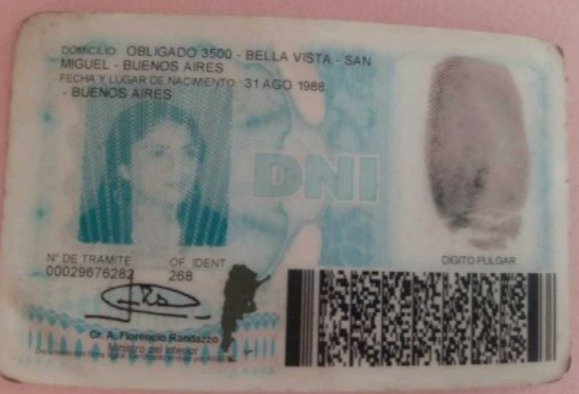 DOMICILIO: OBLIGADO 3500 - BELLA VISTA - SAN
MIGUEL - BUENOS AIRES
FECHA Y LUGAR DE NACIMIENTO: 31 AGO 1988
- BUENOS AIRES
DNI
Nº DE TRAMITE OF. IDENT
00029676282 268
DIGITO PULGAR
Cr. A. Florencio Randazzo
Ministro del Interior